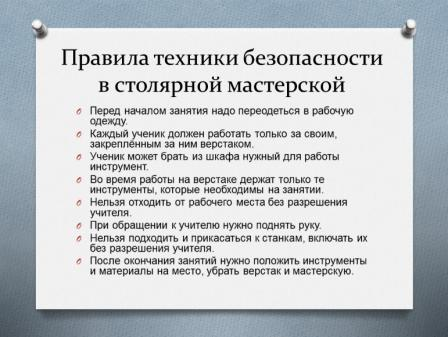 Правила техники безопасности
в столярной мастерской
Перед началом занятия надо переодеться в рабочую
одежду.
Каждый ученик должен работать только за своим,
закреплённым за ним верстаком.
Ученик может брать из шкафа нужный для работы
инструмент.
Во время работы на верстаке держат только те
инструменты, которые необходимы на занятии.
Нельзя отходить от рабочего места без разрешения
учителя.
При обращении к учителю нужно поднять руку.
Нельзя подходить и прикасаться к станкам, включать их
без разрешения учителя.
После окончания занятий нужно положить инструменты
и материалы на место, убрать верстак и мастерскую.